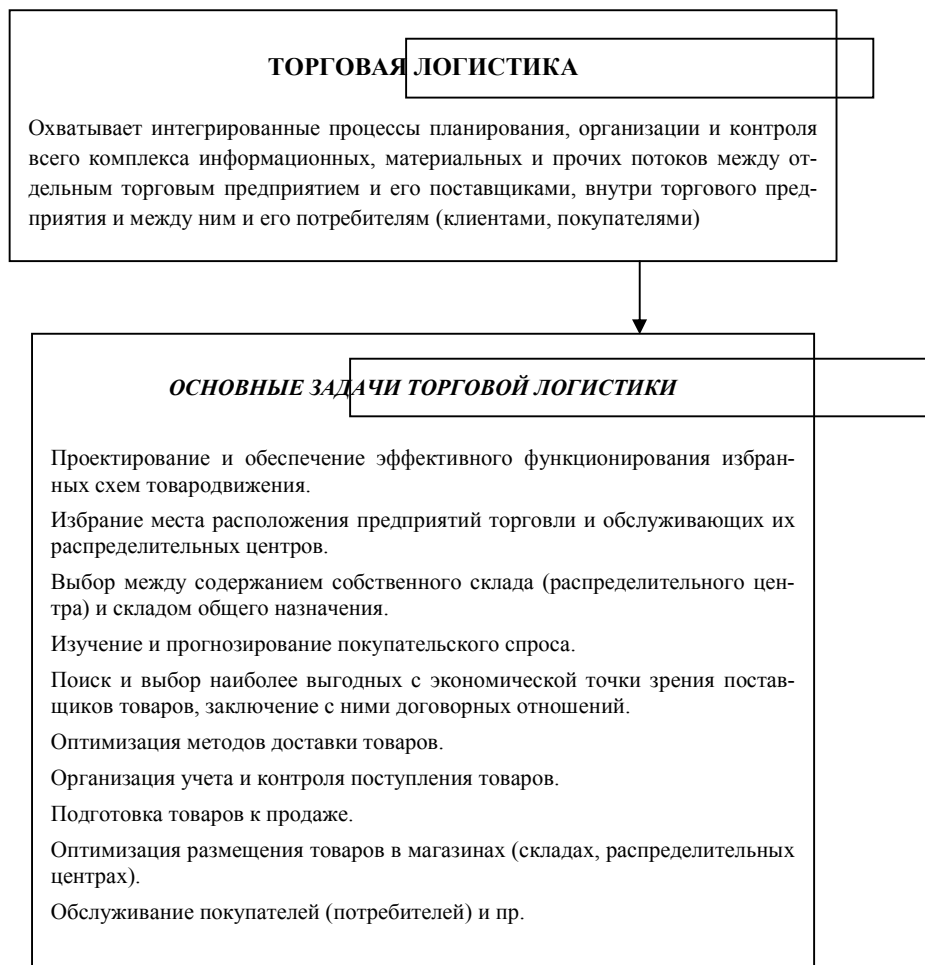 ТОРГОВАЯ ЛОГИСТИКА
Охватывает интегрированные процессы планирования, организации и контроля
всего комплекса информационных, материальных и прочих потоков между от-
дельным торговым предприятием и его поставщиками, внутри торгового пред-
приятия и между ним и его потребителям (клиентами, покупателями)
ОСНОВНЫЕ ЗАДАЧИ ТОРГОВОЙ ЛОГИСТИКИ
Проектирование и обеспечение эффективного функционирования избран-
ных схем товародвижения.
Избрание места расположения предприятий торговли и обслуживающих их
распределительных центров.
Выбор между содержанием собственного склада (распределительного цен-
тра) и складом общего назначения.
Изучение и прогнозирование покупательского спроса.
Поиск и выбор наиболее выгодных с экономической точки зрения постав-
щиков товаров, заключение с ними договорных отношений.
Оптимизация методов доставки товаров.
Организация учета и контроля поступления товаров.
Подготовка товаров к продаже.
Оптимизация размещения товаров в магазинах (складах, распределительных
центрах).
Обслуживание покупателей (потребителей) и пр.